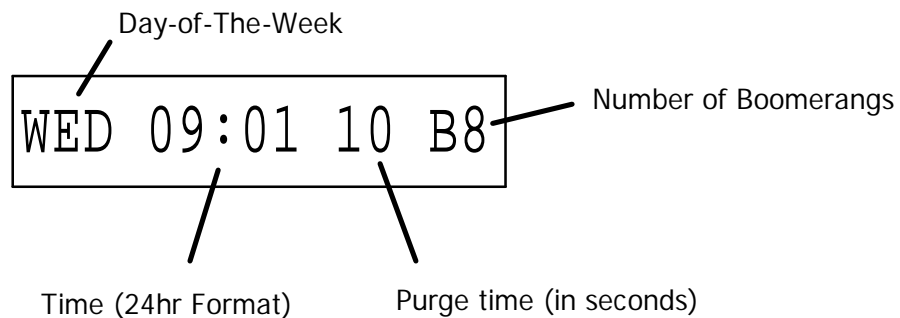 Day-of-The-Week
Number of Boomerangs
WED 09:01 10 B8
Time (24hr Format)
Purge time (in seconds)